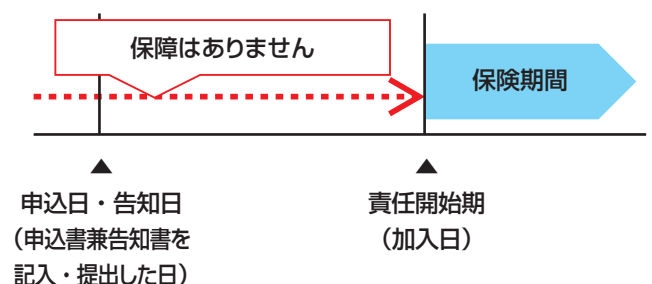 保障はありません
保険期間
▲
▲
申込日・告知日
（申込書兼告知書を
記入・提出した日）
責任開始期
（加入日）